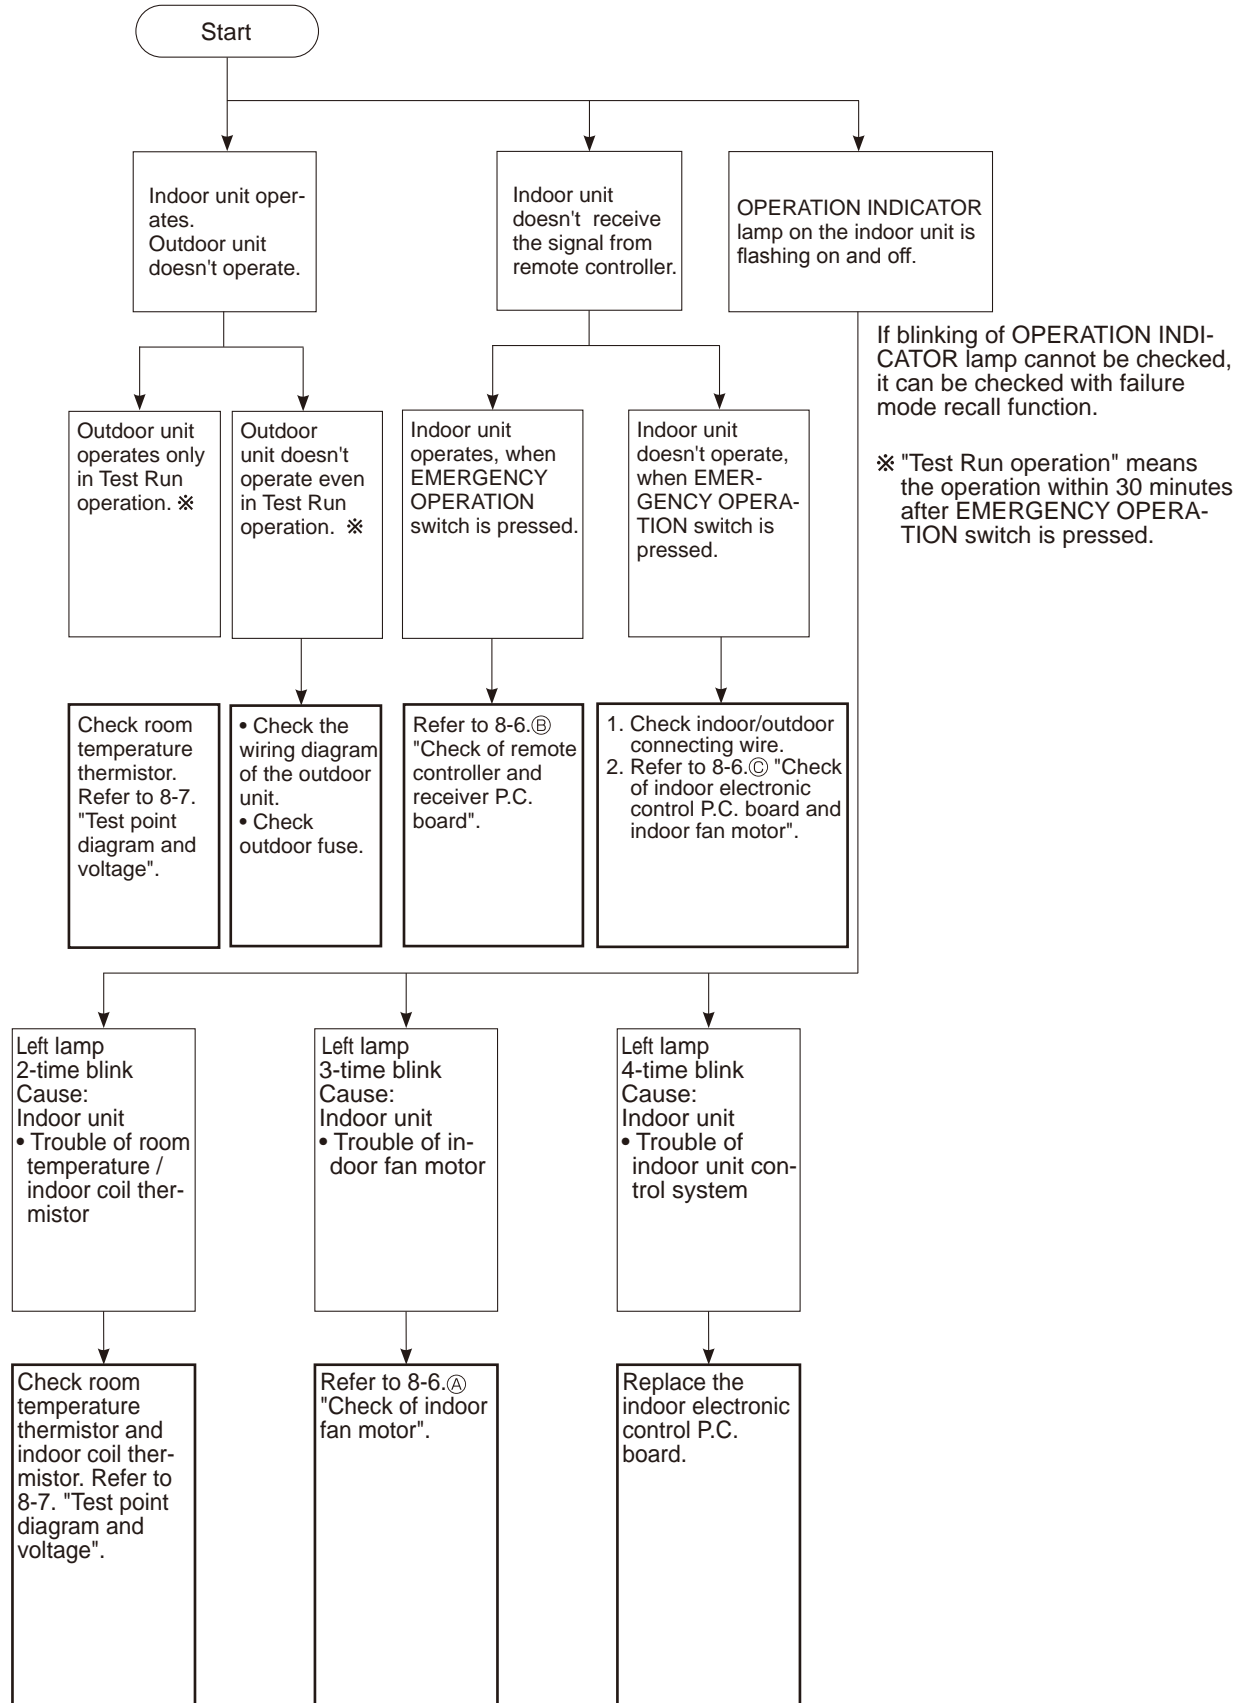 Start
Indoor unit oper-
ates.
Outdoor unit
doesn't operate.
Indoor unit
doesn't receive
the signal from
remote controller.
OPERATION INDICATOR
lamp on the indoor unit is
flashing on and off.
If blinking of OPERATION INDI-
CATOR lamp cannot be checked,
it can be checked with failure
mode recall function.
※ "Test Run operation" means
the operation within 30 minutes
after EMERGENCY OPERA-
TION switch is pressed.
Outdoor unit
operates only
in Test Run
operation. ※
Outdoor
unit doesn't
operate even
in Test Run
operation. ※
Indoor unit
operates, when
EMERGENCY
OPERATION
switch is pressed.
Indoor unit
doesn't operate,
when EMER-
GENCY OPERA-
TION switch is
pressed.
Check room
temperature
thermistor.
Refer to 8-7.
"Test point
diagram and
voltage".
• Check the
wiring diagram
of the outdoor
unit.
• Check
outdoor fuse.
Refer to 8-6.Ⓑ
"Check of remote
controller and
receiver P.C.
board".
1. Check indoor/outdoor
connecting wire.
2. Refer to 8-6.Ⓒ "Check
of indoor electronic
control P.C. board and
indoor fan motor".
Left lamp
2-time blink
Cause:
Indoor unit
• Trouble of room
temperature /
indoor coil ther-
mistor
Left lamp
3-time blink
Cause:
Indoor unit
• Trouble of in-
door fan motor
Left lamp
4-time blink
Cause:
Indoor unit
• Trouble of
indoor unit con-
trol system
Check room
temperature
thermistor and
indoor coil ther-
mistor. Refer to
8-7. "Test point
diagram and
voltage".
Refer to 8-6.Ⓐ
"Check of indoor
fan motor".
Replace the
indoor electronic
control P.C.
board.